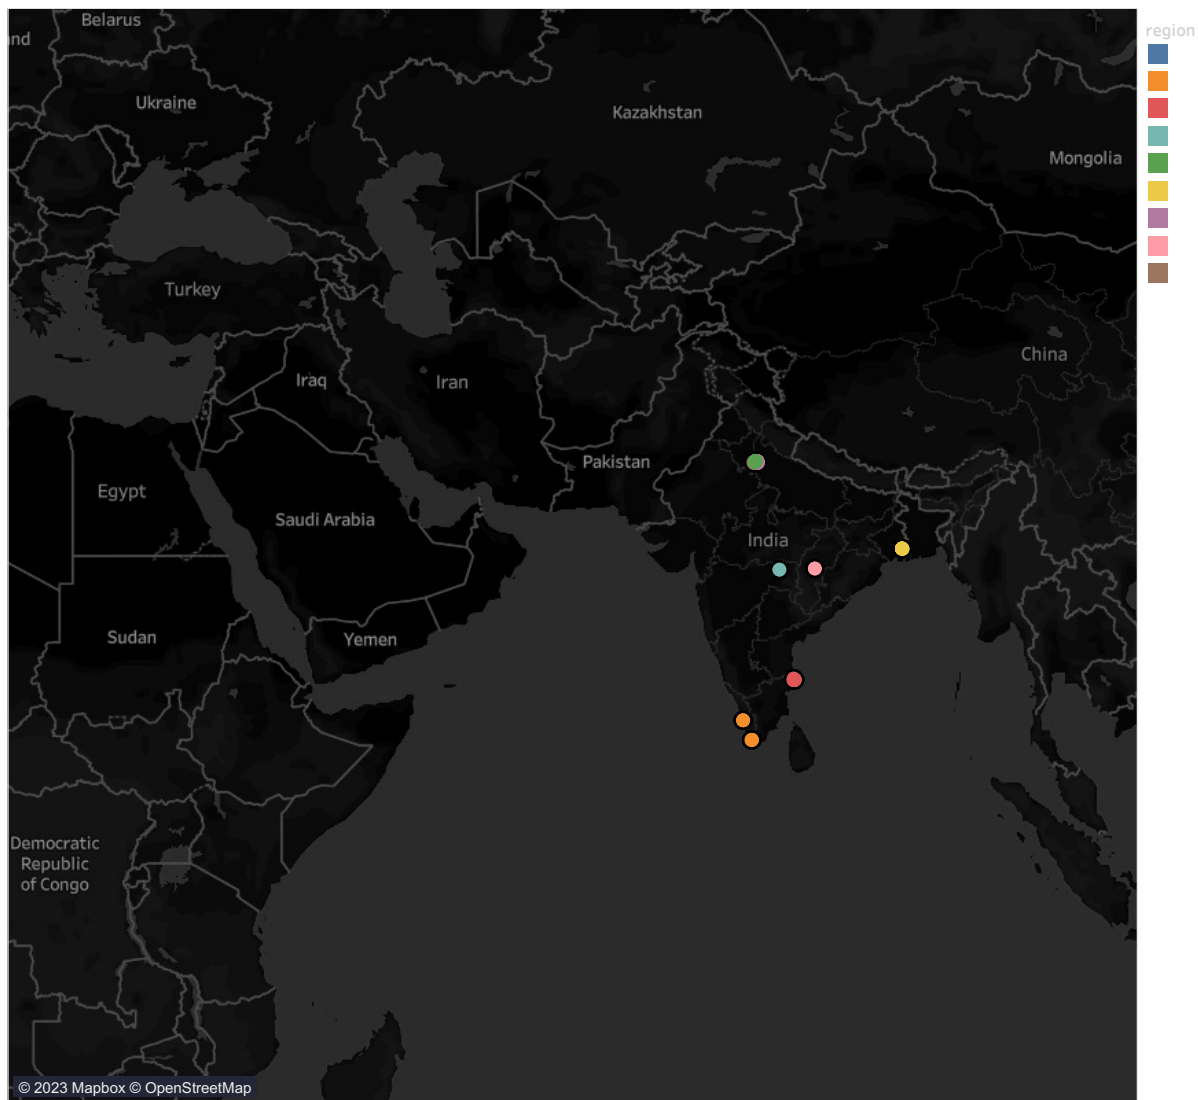 Belarus
region
nd
Ukraine
Kazakhstan
Mongolia
Turkey
China
Iraq
Iran
Pakistan
Egypt
Saudi Arabia
India
Sudan
Yemen
Democratic
Republic
of Congo
© 2023 Mapbox © OpenStreetMap